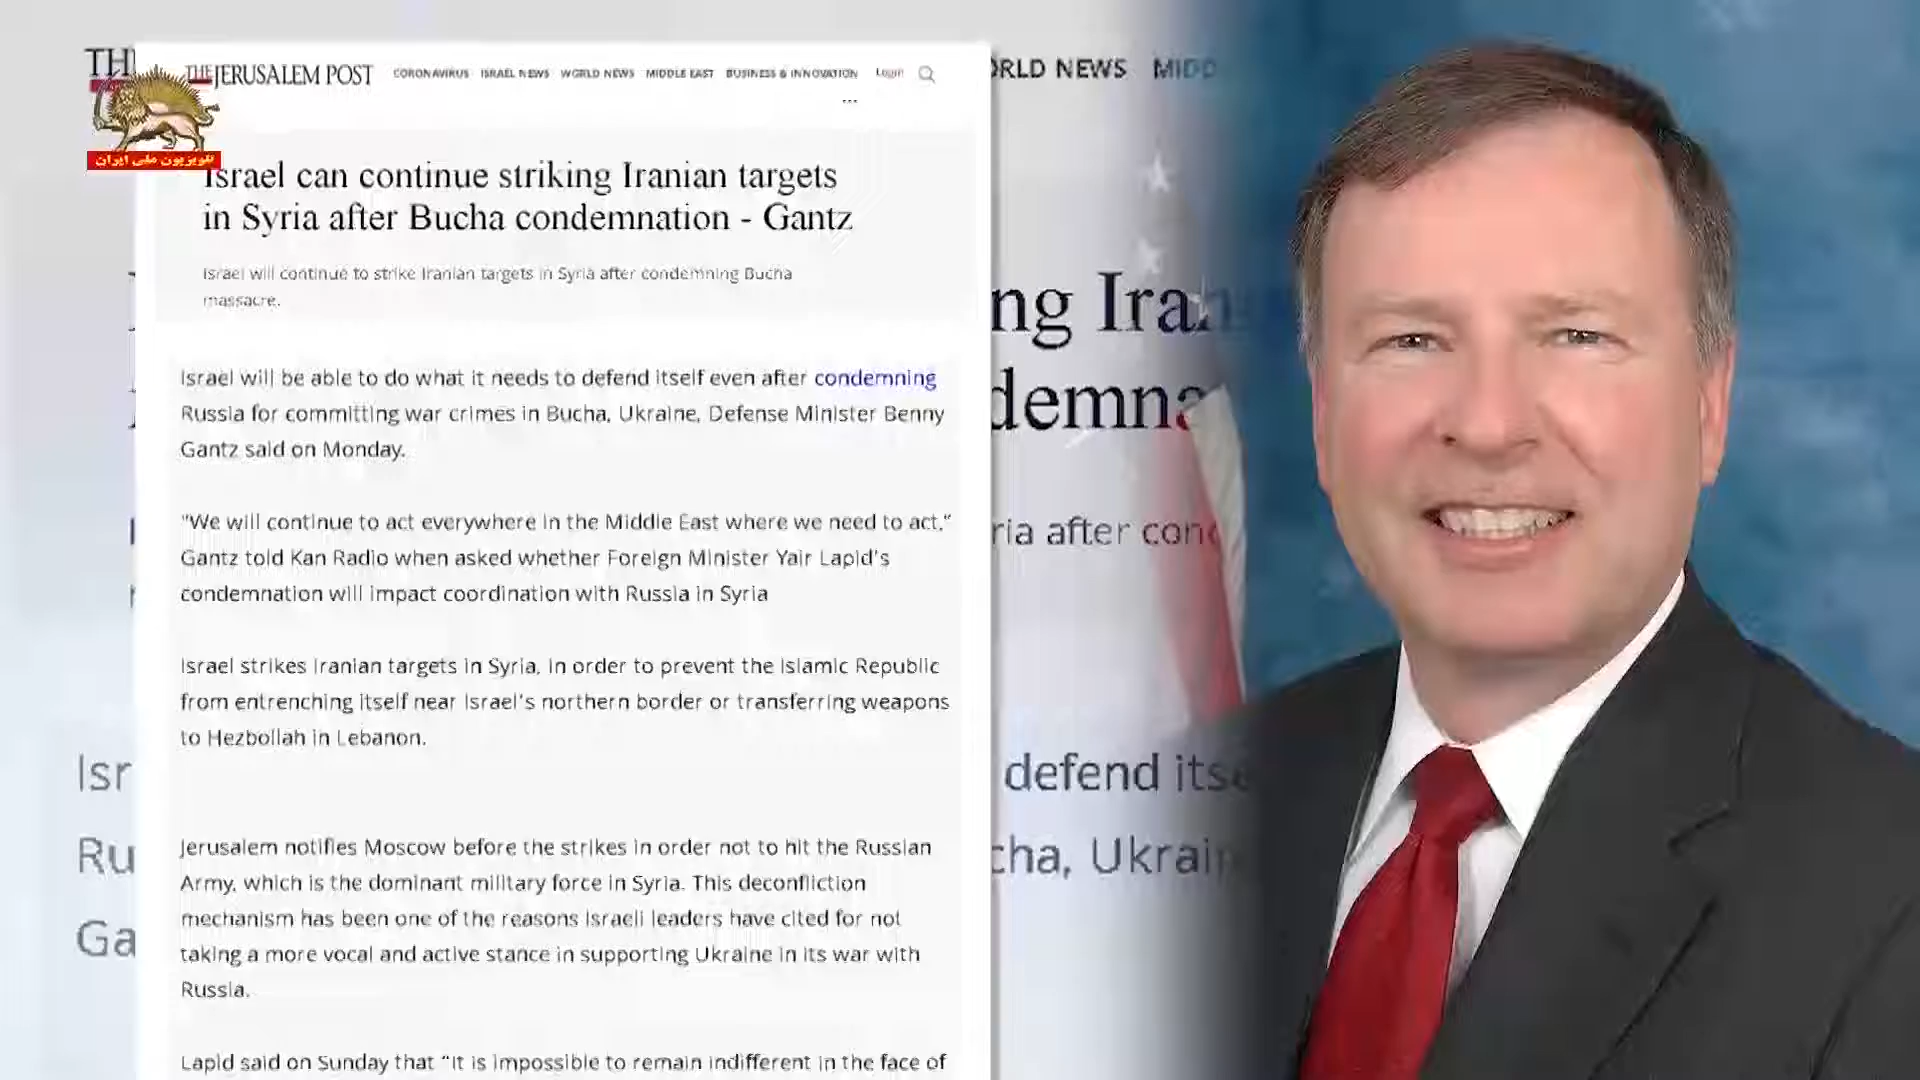 THE JERUSALEM POST
CORONAVIRUS ISRAEL NEWS WORLD NEWS MIDDLE EAST BUSINESS & INNOVATION Login
...
تلویزیون ملی ایران
Israel can continue striking Iranian targets
in Syria after Bucha condemnation - Gantz
Israel will continue to strike Iranian targets in Syria after condemning Bucha
massacre.
Israel will be able to do what it needs to defend itself even after condemning
Russia for committing war crimes in Bucha, Ukraine, Defense Minister Benny
Gantz said on Monday.
"We will continue to act everywhere in the Middle East where we need to act,"
Gantz told Kan Radio when asked whether Foreign Minister Yair Lapid's
condemnation will impact coordination with Russia in Syria
Israel strikes Iranian targets in Syria, in order to prevent the Islamic Republic
from entrenching itself near Israel's northern border or transferring weapons
to Hezbollah in Lebanon.
Jerusalem notifies Moscow before the strikes in order not to hit the Russian
Army, which is the dominant military force in Syria. This deconfliction
mechanism has been one of the reasons Israeli leaders have cited for not
taking a more vocal and active stance in supporting Ukraine in its war with
Russia.
Lapid said on Sunday that "It is impossible to remain indifferent in the face of
TH
ORLD NEWS MIDD
ng Iran
demna
ria after con
Isr
defend itse
Ru
cha, Ukrain
Ga